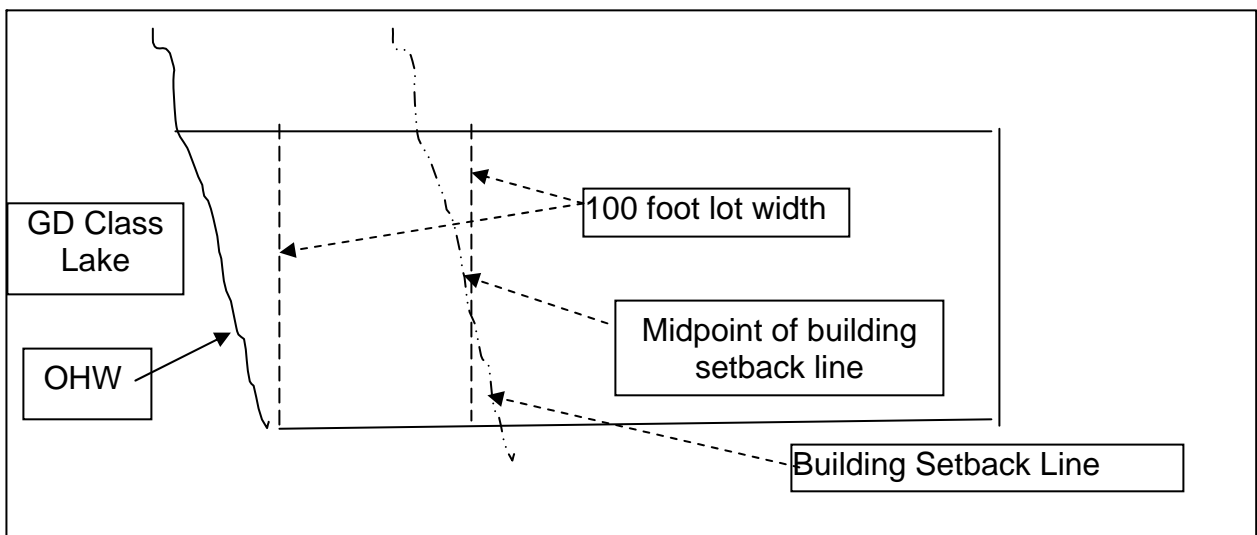 100 foot lot width
GD Class
Lake
Midpoint of building
setback line
OHW
Building Setback Line